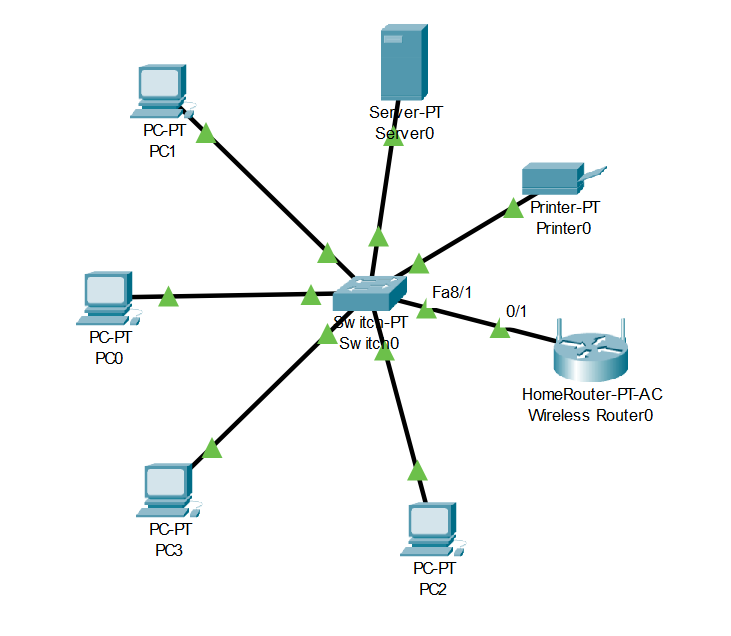 Server-PT
Server0
PC-PT
PC1
Printer-PT
Printer0
Fa8/1
0/1
Switch-PT
Switch0
PC-PT
PC0
HomeRouter-PT-AC
Wireless Router0
PC-PT
PC3
PC-PT
PC2